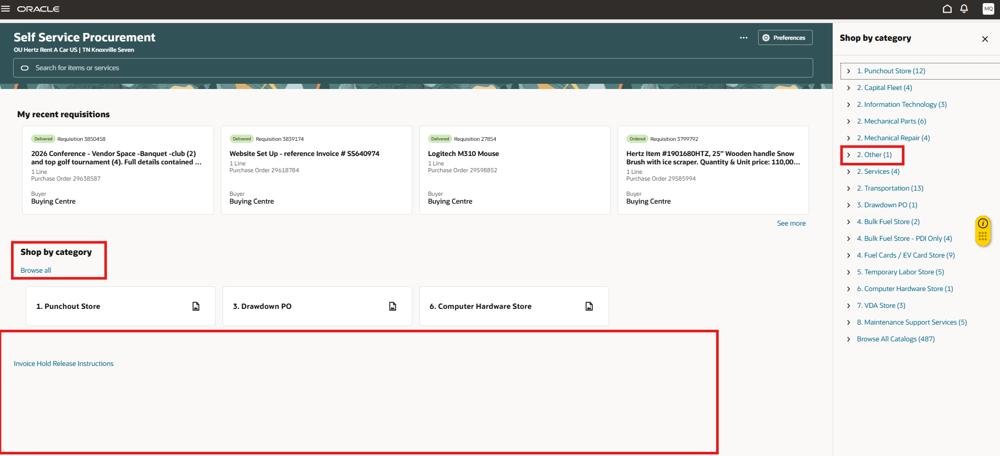 ORACLE
MQ
Self Service Procurement
OU Hertz Rent A Car US | TN Knoxville Seven
Preferences
Search for items or services
My recent requisitions
Delivered Requisition 3850458
2026 Conference - Vendor Space -Banquet -club (2)
and top golf tournament (4). Full details contained ...
1 Line
Purchase Order 29638587
Buyer
Buying Centre
Delivered Requisition 3839174
Website Set Up - reference Invoice # SS640974
1 Line
Purchase Order 29618784
Buyer
Buying Centre
Delivered Requisition 27854
Logitech M310 Mouse
1 Line
Purchase Order 29598852
Buyer
Buying Centre
Ordered Requisition 3799792
Hertz Item #1901680HTZ, 25” Wooden handle Snow
Brush with ice scraper. Quantity & Unit price: 110,00...
1 Line
Purchase Order 29585994
Buyer
Buying Centre
See more
Shop by category
Browse all
1. Punchout Store
3. Drawdown PO
6. Computer Hardware Store
Invoice Hold Release Instructions
Shop by category
1. Punchout Store (12)
2. Capital Fleet (4)
2. Information Technology (3)
2. Mechanical Parts (6)
2. Mechanical Repair (4)
2. Other (1)
2. Services (4)
2. Transportation (13)
3. Drawdown PO (1)
4. Bulk Fuel Store (2)
4. Bulk Fuel Store - PDI Only (4)
4. Fuel Cards / EV Card Store (9)
5. Temporary Labor Store (5)
6. Computer Hardware Store (1)
7. VDA Store (3)
8. Maintenance Support Services (5)
Browse All Catalogs (487)